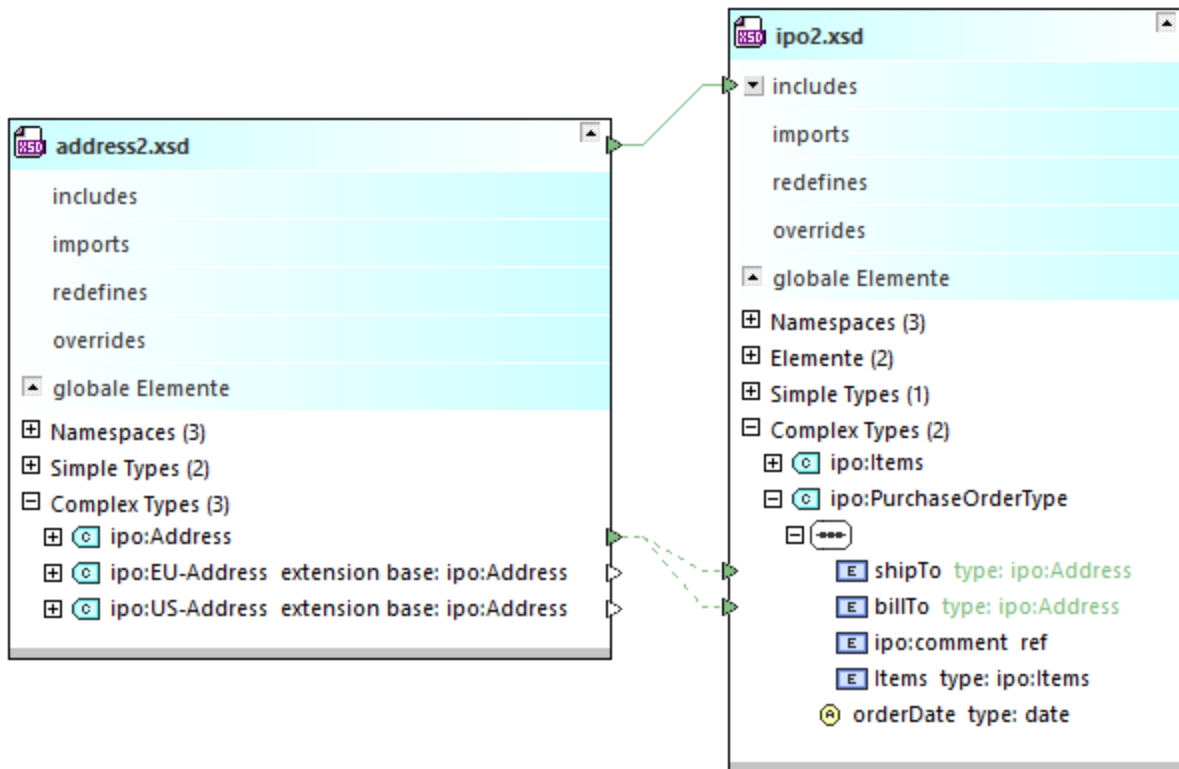 XSD address2.xsd
includes
imports
redefines
overrides
globale Elemente
Namespaces (3)
Simple Types (2)
Complex Types (3)
C ipo:Address
C ipo:EU-Address extension base: ipo:Address
C ipo:US-Address extension base: ipo:Address
XSD ipo2.xsd
includes
imports
redefines
overrides
globale Elemente
Namespaces (3)
Elemente (2)
Simple Types (1)
Complex Types (2)
C ipo:Items
C ipo:PurchaseOrderType
E shipTo type: ipo:Address
E billTo type: ipo:Address
E ipo:comment ref
E Items type: ipo:Items
A orderDate type: date